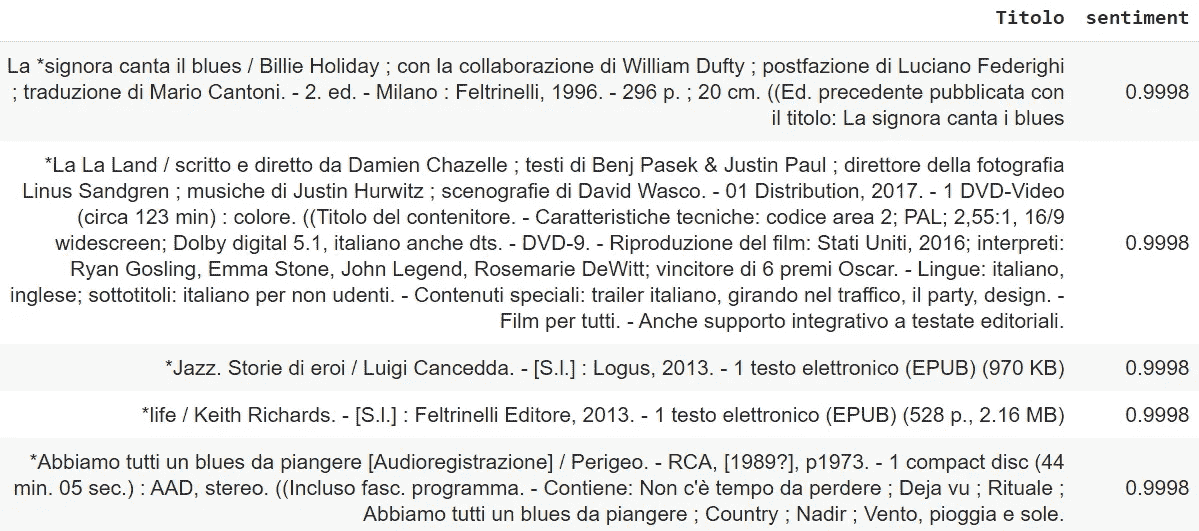 Titolo sentiment
La *signora canta il blues / Billie Holiday ; con la collaborazione di William Dufty ; postfazione di Luciano Federighi
; traduzione di Mario Cantoni. - 2. ed. - Milano : Feltrinelli, 1996. - 296 p. ; 20 cm. ((Ed. precedente pubblicata con 0.9998
il titolo: La signora canta i blues
*La La Land / scritto e diretto da Damien Chazelle ; testi di Benj Pasek & Justin Paul ; direttore della fotografia
Linus Sandgren ; musiche di Justin Hurwitz ; scenografie di David Wasco. - 01 Distribution, 2017. - 1 DVD-Video
(circa 123 min) : colore. ((Titolo del contenitore. - Caratteristiche tecniche: codice area 2; PAL; 2,55:1, 16/9
widescreen; Dolby digital 5.1, italiano anche dts. - DVD-9. - Riproduzione del film: Stati Uniti, 2016; interpreti: 0.9998
Ryan Gosling, Emma Stone, John Legend, Rosemarie DeWitt; vincitore di 6 premi Oscar. - Lingue: italiano,
inglese; sottotitoli: italiano per non udenti. - Contenuti speciali: trailer italiano, girando nel traffico, il party, design. -
Film per tutti. - Anche supporto integrativo a testate editoriali.
*Jazz. Storie di eroi / Luigi Cancedda. - [S.l.] : Logus, 2013. - 1 testo elettronico (EPUB) (970 KB) 0.9998
*life / Keith Richards. - [S.l.] : Feltrinelli Editore, 2013. - 1 testo elettronico (EPUB) (528 p., 2.16 MB) 0.9998
*Abbiamo tutti un blues da piangere [Audioregistrazione] / Perigeo. - RCA, [1989?], p1973. - 1 compact disc (44
min. 05 sec.) : AAD, stereo. ((Incluso fasc. programma. - Contiene: Non c'è tempo da perdere ; Deja vu ; Rituale ; 0.9998
Abbiamo tutti un blues da piangere ; Country ; Nadir ; Vento, pioggia e sole.